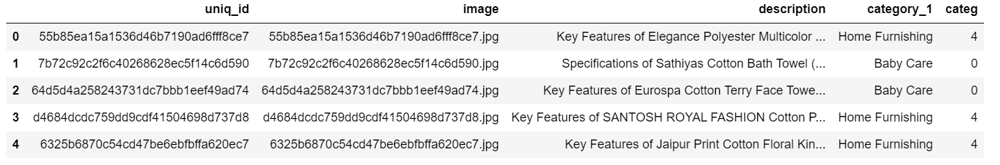 uniq_id image description category_1 categ
0 55b85ea15a1536d46b7190ad6fff8ce7 55b85ea15a1536d46b7190ad6fff8ce7.jpg Key Features of Elegance Polyester Multicolor ... Home Furnishing 4
1 7b72c92c2f6c40268628ec5f14c6d590 7b72c92c2f6c40268628ec5f14c6d590.jpg Specifications of Sathiyas Cotton Bath Towel (... Baby Care 0
2 64d5d4a258243731dc7bbb1eef49ad74 64d5d4a258243731dc7bbb1eef49ad74.jpg Key Features of Eurospa Cotton Terry Face Towe... Baby Care 0
3 d4684dcdc759dd9cdf41504698d737d8 d4684dcdc759dd9cdf41504698d737d8.jpg Key Features of SANTOSH ROYAL FASHION Cotton P... Home Furnishing 4
4 6325b6870c54cd47be6ebfbffa620ec7 6325b6870c54cd47be6ebfbffa620ec7.jpg Key Features of Jaipur Print Cotton Floral Kin... Home Furnishing 4